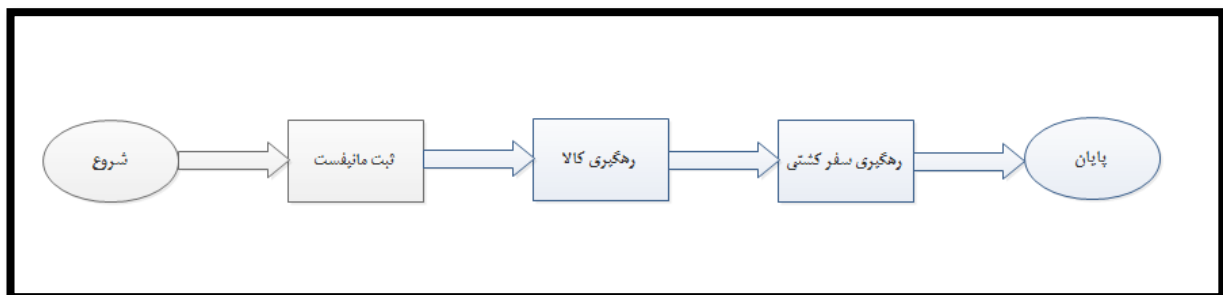 شروع
ثبت مانیفست
رهگیری کالا
رهگیری سفر کشتی
پایان